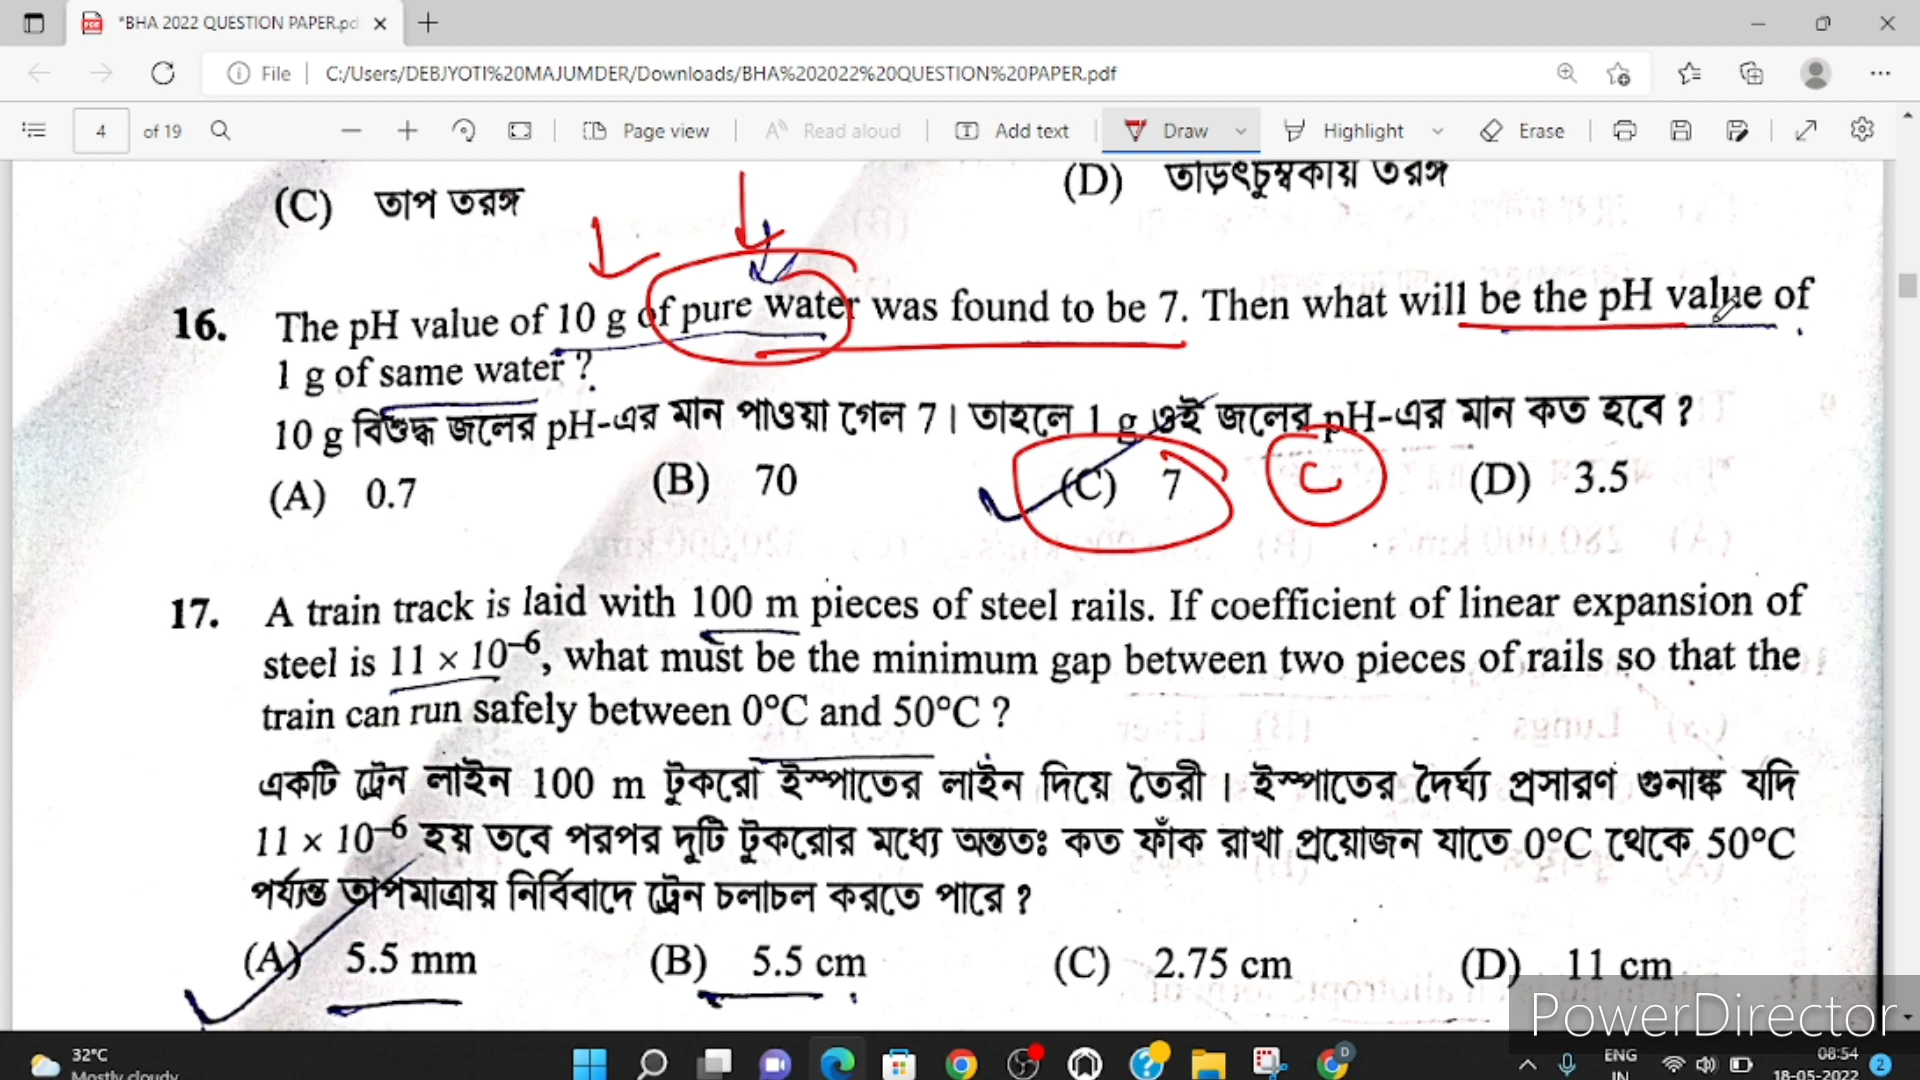 *BHA 2022 QUESTION PAPER.pd
File
C:/Users/DEBJYOTI%20MAJUMDER/Downloads/BHA%202022%20QUESTION%20PAPER.pdf
4 of 19
Page view
Read aloud
Add text
Draw
Highlight
Erase
(C) তাপ তরঙ্গ
(D) তাড়ৎচুম্বকীয় তরঙ্গ
16. The pH value of 10 g of pure water was found to be 7. Then what will be the pH value of
1 g of same water ?
10 g বিশুদ্ধ জলের pH-এর মান পাওয়া গেল 7। তাহলে 1 g ওই জলের pH-এর মান কত হবে ?
(A) 0.7 (B) 70 (C) 7 C (D) 3.5
17. A train track is laid with 100 m pieces of steel rails. If coefficient of linear expansion of
steel is 11 × 10⁻⁶, what must be the minimum gap between two pieces of rails so that the
train can run safely between 0°C and 50°C ?
একটি ট্রেন লাইন 100 m টুকরো ইস্পাতের লাইন দিয়ে তৈরী। ইস্পাতের দৈর্ঘ্য প্রসারণ গুনাঙ্ক যদি
11 × 10⁻⁶ হয় তবে পরপর দুটি টুকরোর মধ্যে অন্ততঃ কত ফাঁক রাখা প্রয়োজন যাতে 0°C থেকে 50°C
পর্য্যন্ত তাপমাত্রায় নির্বিবাদে ট্রেন চলাচল করতে পারে ?
(A) 5.5 mm (B) 5.5 cm (C) 2.75 cm (D) 11 cm
PowerDirector
32°C
Mostly cloudy
ENG
IN
08:54
18-05-2022
2